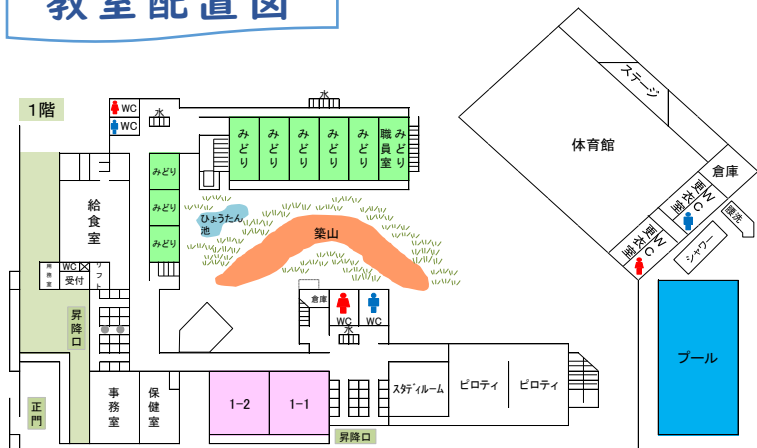 教室配置図
1階
WC
WC
水
水
みどり
みどり
みどり
みどり
みどり
職員室
みどり
みどり
みどり
みどり
給食室
ひょうたん池
築山
WC
受付
リフト
昇降口
正門
事務室
保健室
1-2
1-1
昇降口
倉庫
WC
WC
水
スタディルーム
ピロティ
ピロティ
ステージ
体育館
倉庫
WC
更衣室
WC
更衣室
腰洗
シャワー
プール